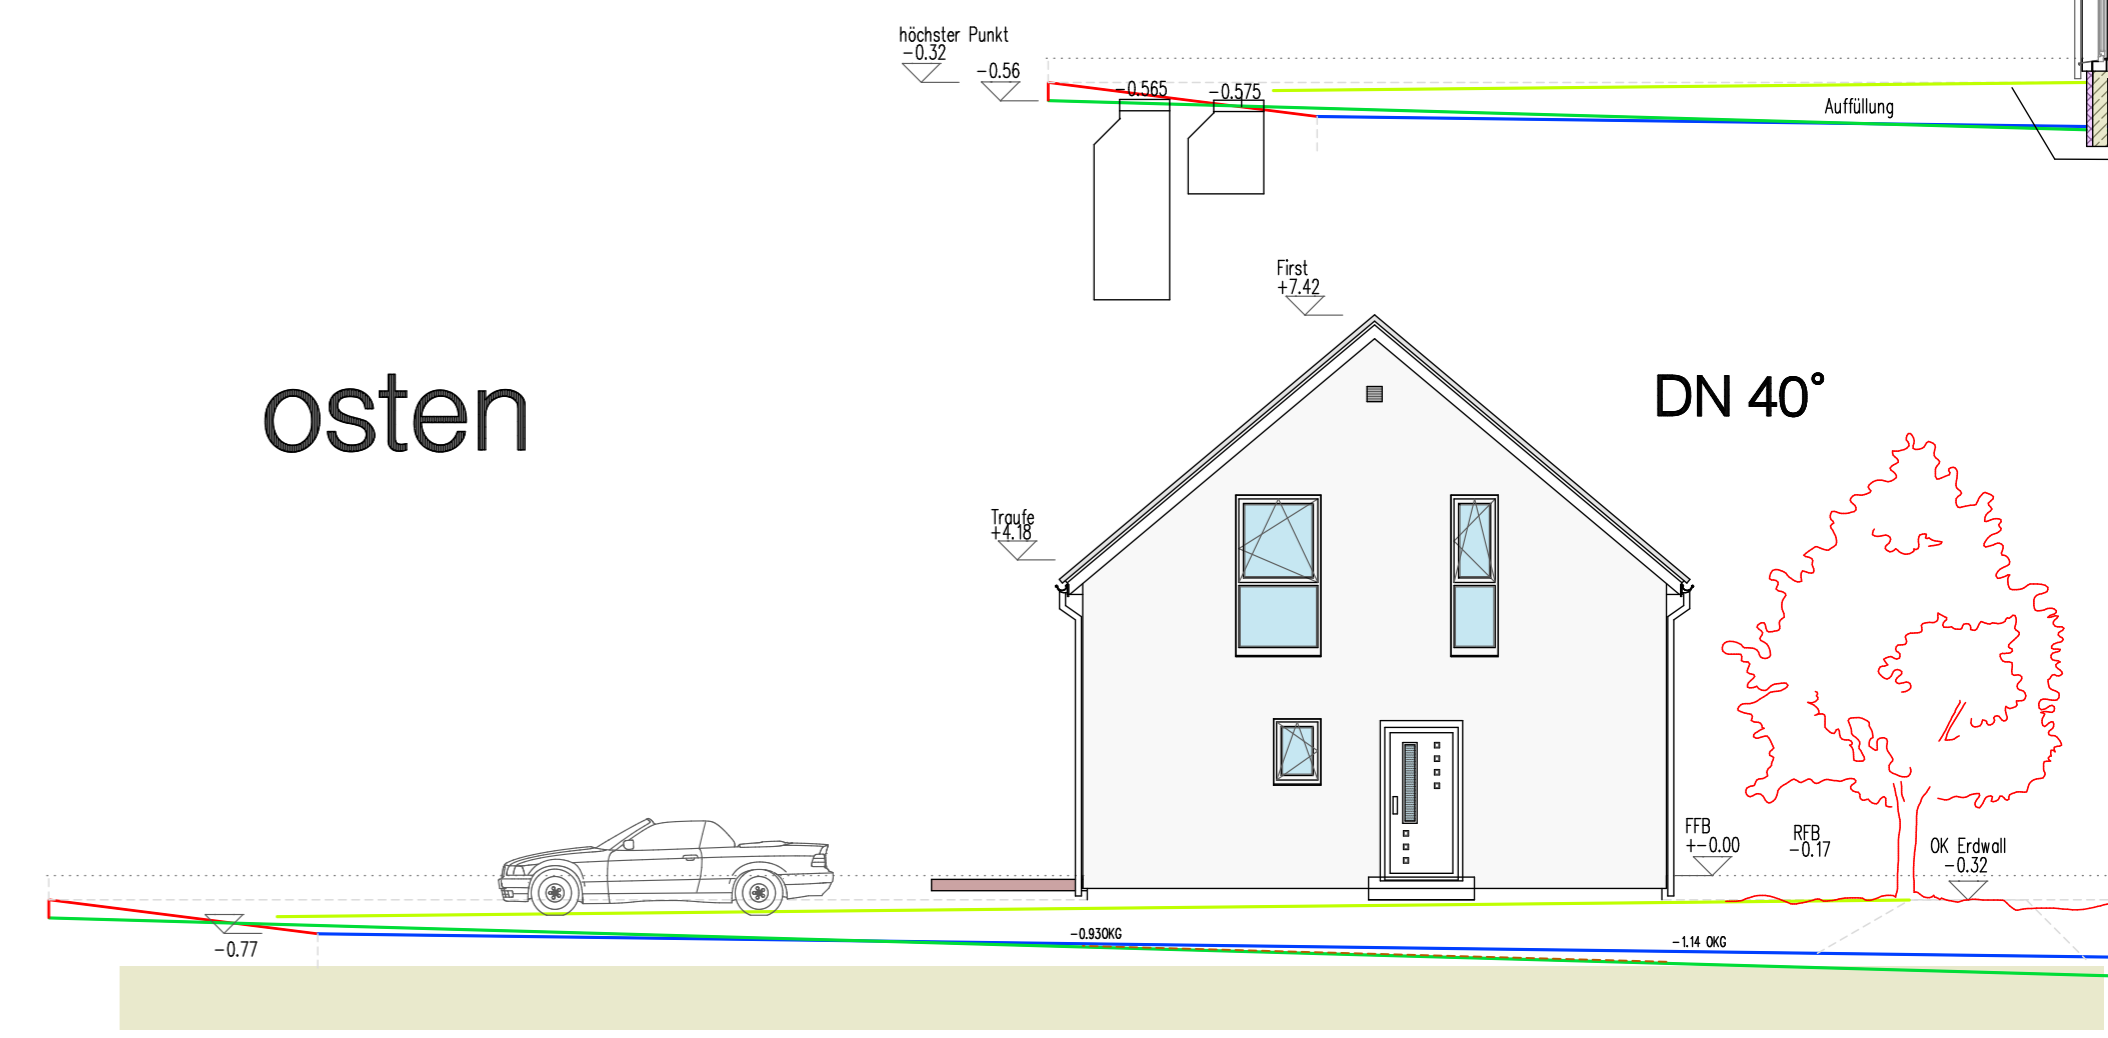 höchster Punkt
-0.32
-0.56
-0.565
-0.575
Auffüllung
First
+7.42
osten
DN 40°
Traufe
+4.18
FFB
+-0.00
RFB
-0.17
OK Erdwall
-0.32
-0.77
-0.93OKG
-1.14 OKG